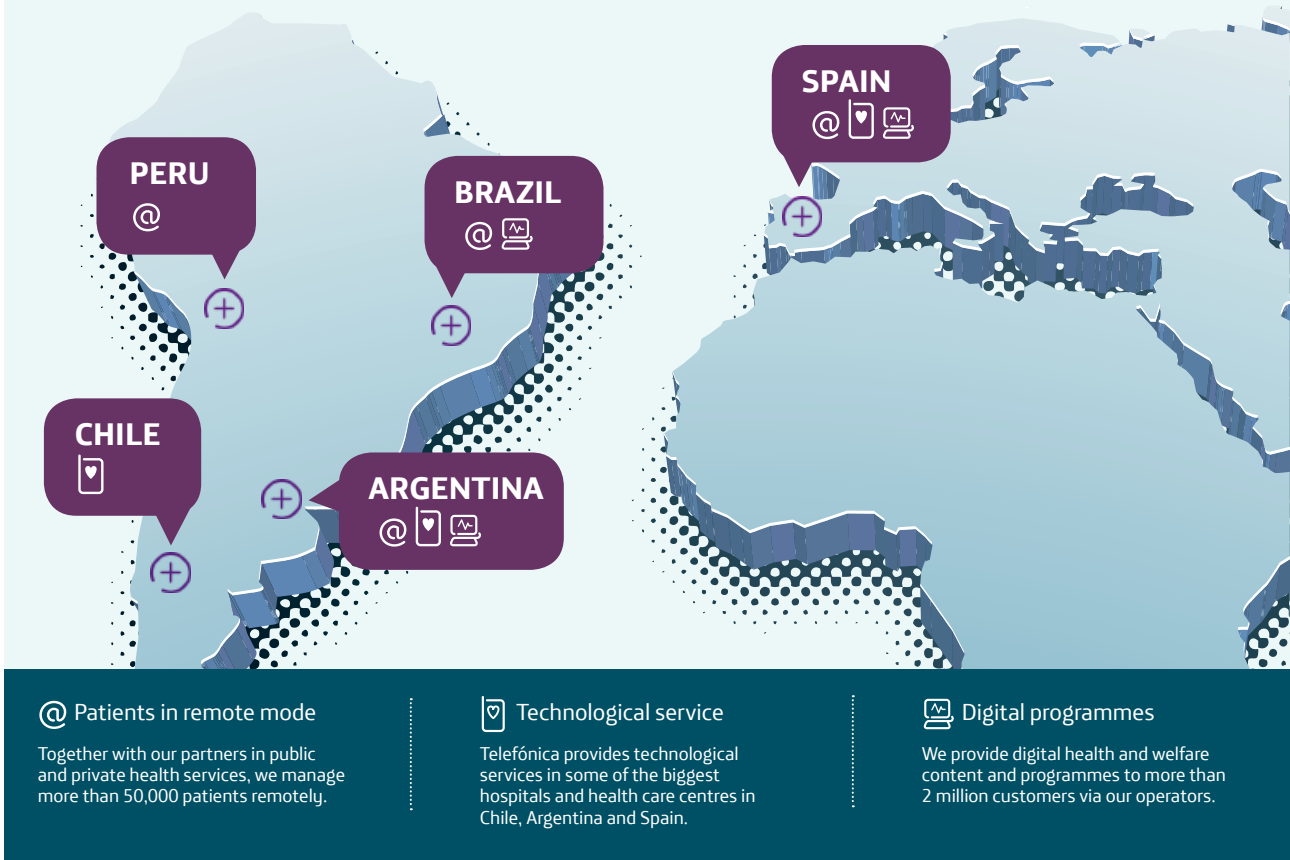 SPAIN
@
PERU
@
BRAZIL
@
CHILE
ARGENTINA
@
@ Patients in remote mode
Together with our partners in public
and private health services, we manage
more than 50,000 patients remotely.
Technological service
Telefónica provides technological
services in some of the biggest
hospitals and health care centres in
Chile, Argentina and Spain.
Digital programmes
We provide digital health and welfare
content and programmes to more than
2 million customers via our operators.